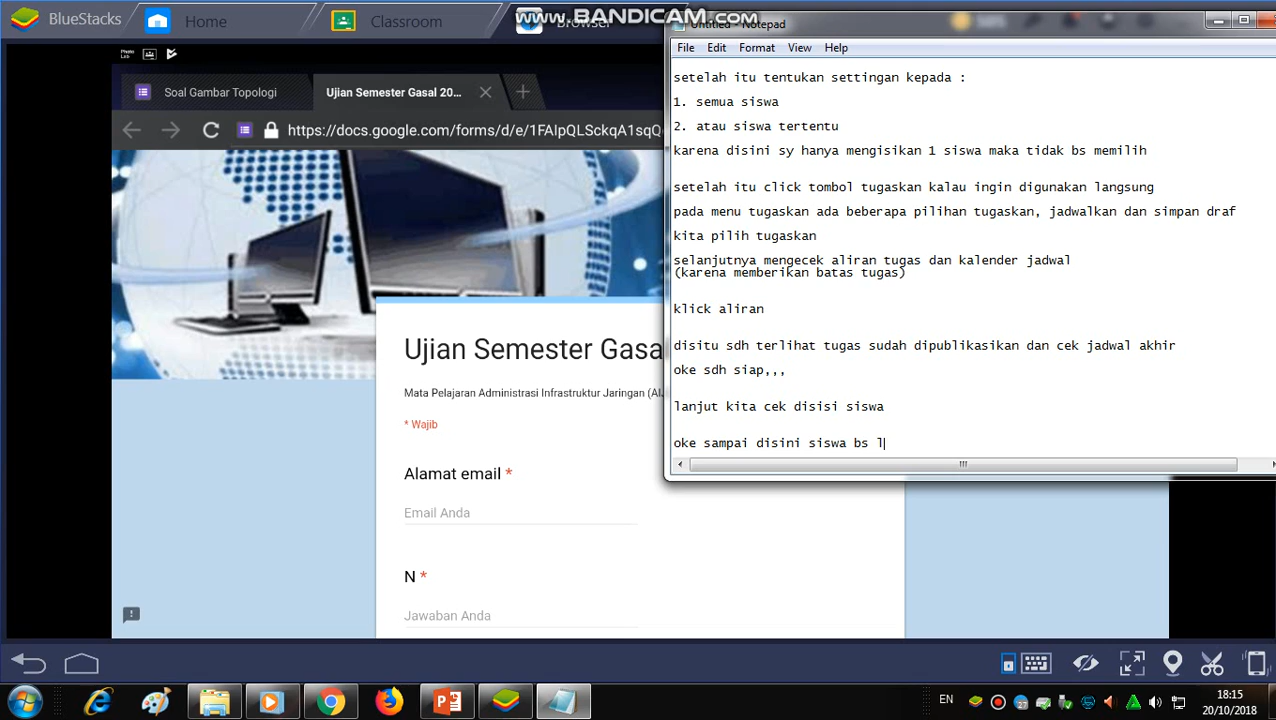 BlueStacks
Home
Classroom
www.BANDICAM.com
Untitled - Notepad
File Edit Format View Help
Soal Gambar Topologi
Ujian Semester Gasal 20...
https://docs.google.com/forms/d/e/1FAIpQLSckqA1sqQ
setelah itu tentukan settingan kepada :
1. semua siswa
2. atau siswa tertentu
karena disini sy hanya mengisikan 1 siswa maka tidak bs memilih
setelah itu click tombol tugaskan kalau ingin digunakan langsung
pada menu tugaskan ada beberapa pilihan tugaskan, jadwalkan dan simpan draf
kita pilih tugaskan
selanjutnya mengecek aliran tugas dan kalender jadwal
(karena memberikan batas tugas)
klick aliran
disitu sdh terlihat tugas sudah dipublikasikan dan cek jadwal akhir
oke sdh siap,,,
lanjut kita cek disisi siswa
oke sampai disini siswa bs l
Ujian Semester Gasa
Mata Pelajaran Administrasi Infrastruktur Jaringan
* Wajib
Alamat email *
Email Anda
N *
Jawaban Anda
EN
18:15
20/10/2018